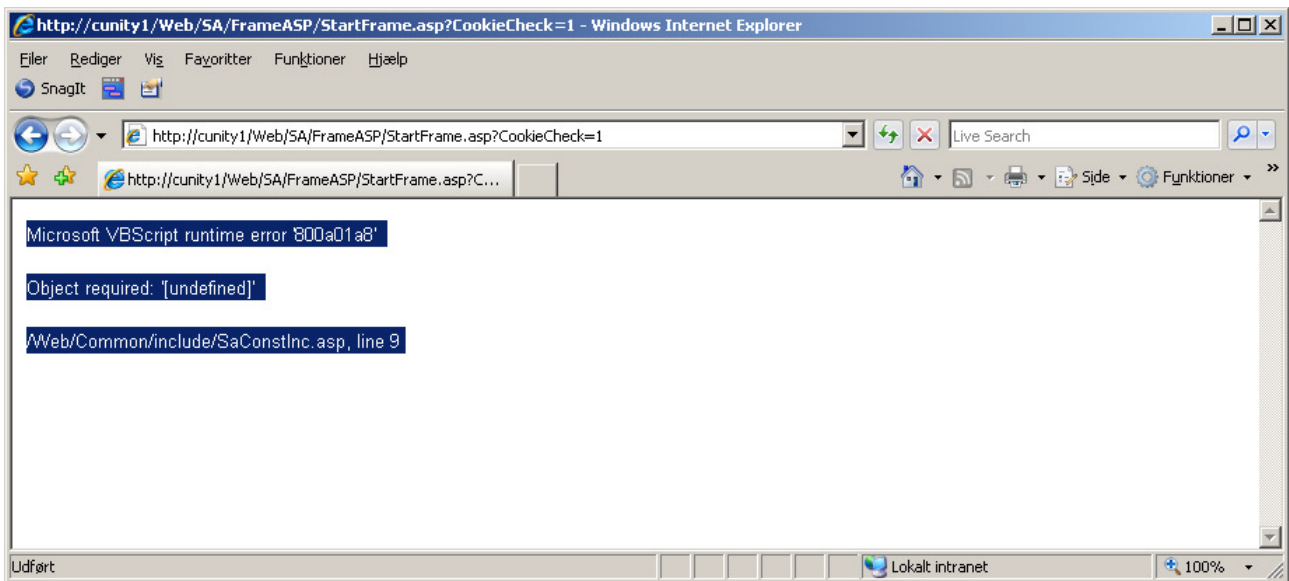 http://cunity1/Web/SA/FrameASP/StartFrame.asp?CookieCheck=1 - Windows Internet Explorer
Filer Rediger Vis Favoritter Funktioner Hjælp
SnagIt
http://cunity1/Web/SA/FrameASP/StartFrame.asp?CookieCheck=1 Live Search
http://cunity1/Web/SA/FrameASP/StartFrame.asp?C... Side Funktioner »
Microsoft VBScript runtime error '800a01a8'
Object required: '[undefined]'
/Web/Common/include/SaConstInc.asp, line 9
Udført Lokalt intranet 100%